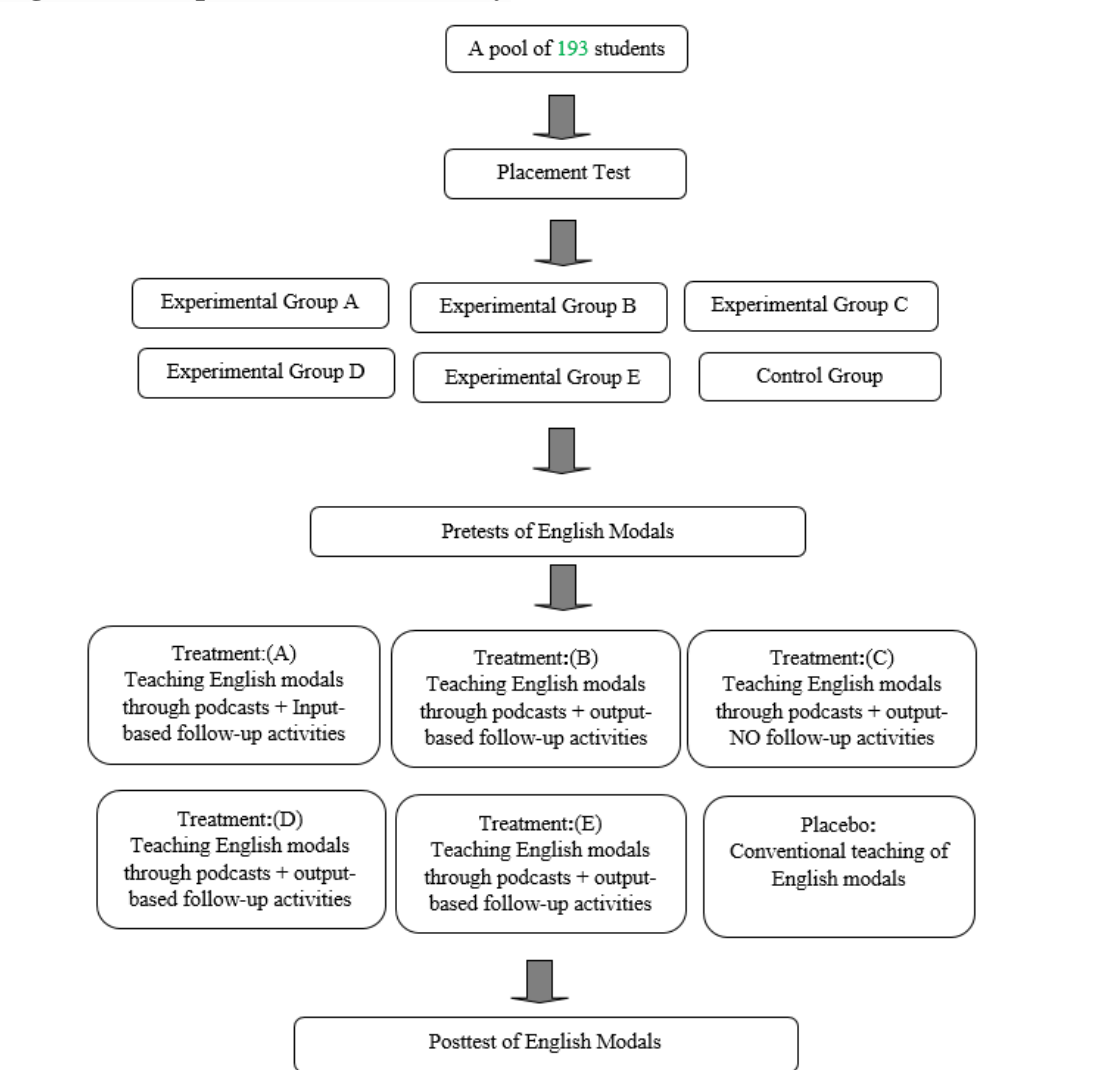 A pool of 193 students
Placement Test
Experimental Group A
Experimental Group B
Experimental Group C
Experimental Group D
Experimental Group E
Control Group
Pretests of English Modals
Treatment:(A)
Teaching English modals
through podcasts + Input-
based follow-up activities
Treatment:(B)
Teaching English modals
through podcasts + output-
based follow-up activities
Treatment:(C)
Teaching English modals
through podcasts + output-
NO follow-up activities
Treatment:(D)
Teaching English modals
through podcasts + output-
based follow-up activities
Treatment:(E)
Teaching English modals
through podcasts + output-
based follow-up activities
Placebo:
Conventional teaching of
English modals
Posttest of English Modals